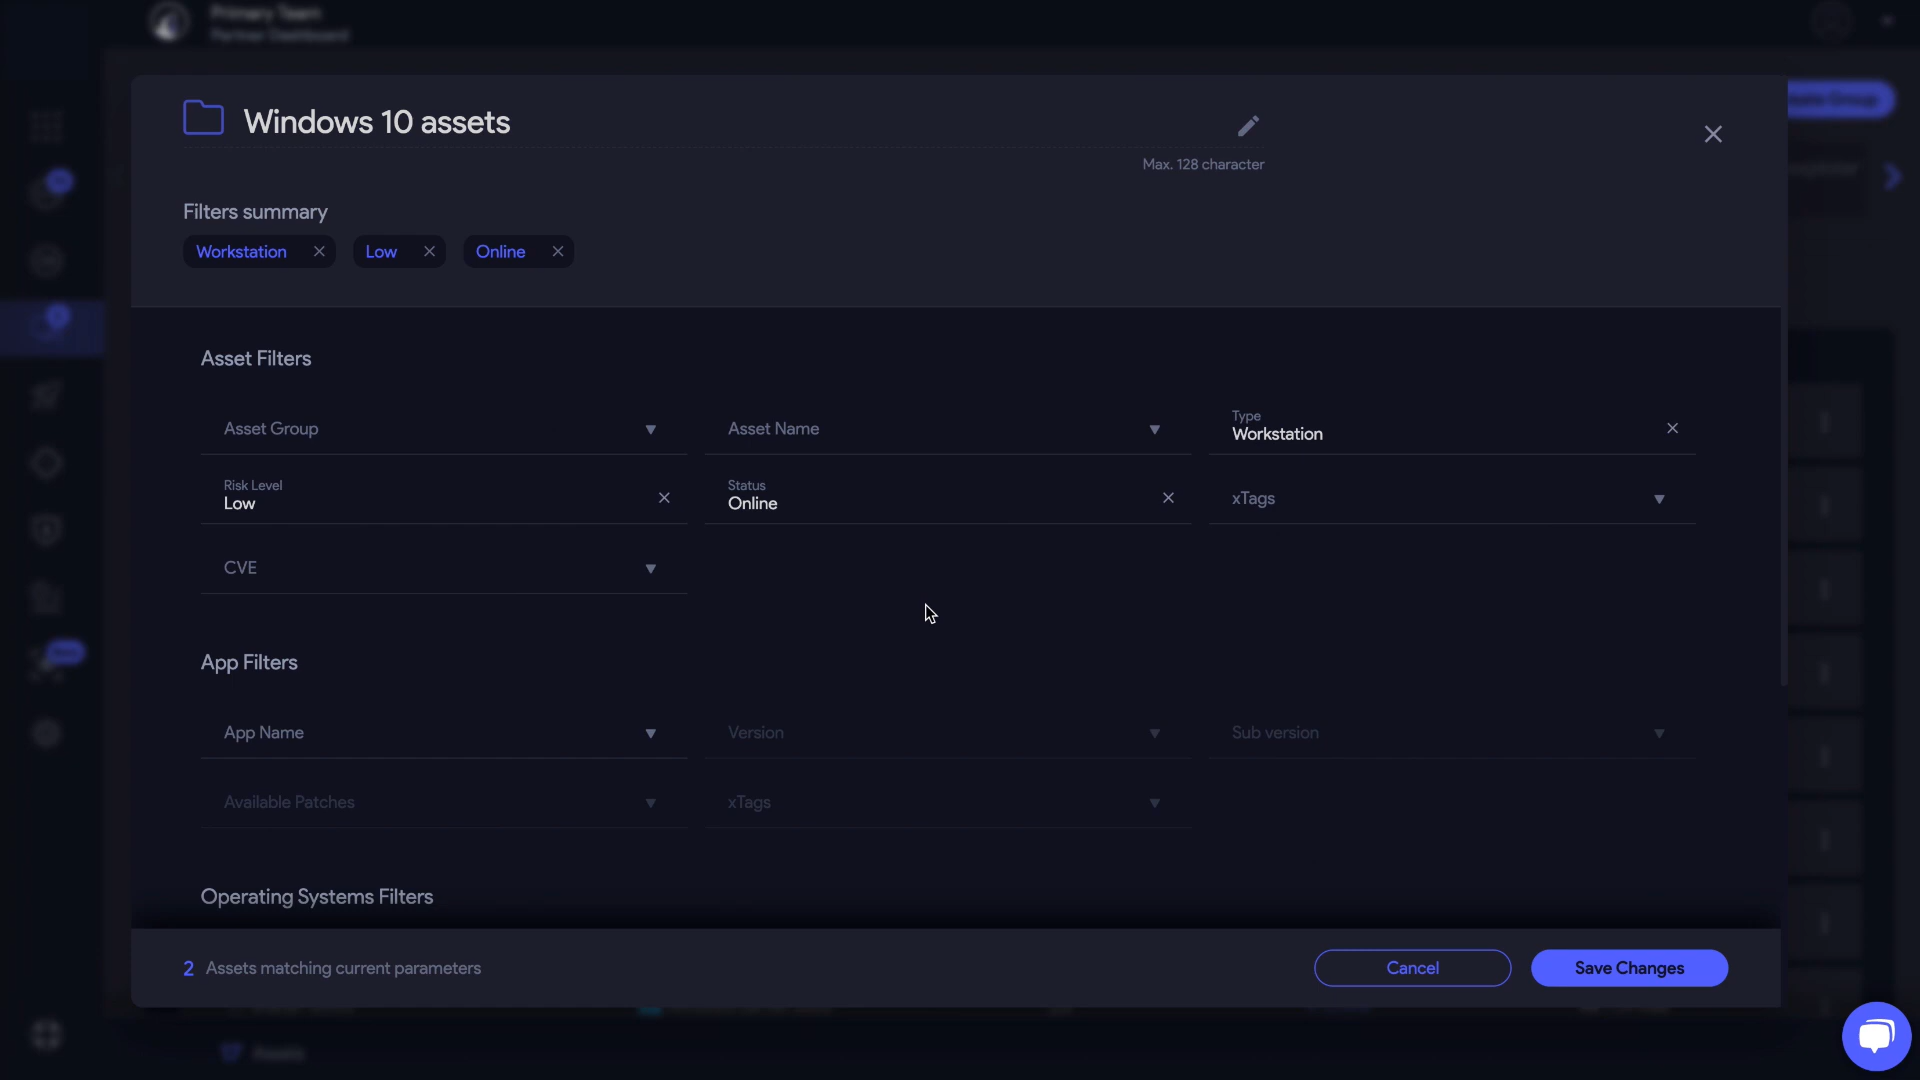 Primary Team
Partner Dashboard
Windows 10 assets
Max. 128 character
Filters summary
Workstation
Low
Online
Asset Filters
Asset Group
Asset Name
Type
Workstation
Risk Level
Low
Status
Online
xTags
CVE
App Filters
App Name
Version
Sub version
Available Patches
xTags
Operating Systems Filters
2 Assets matching current parameters
Cancel
Save Changes
Assets